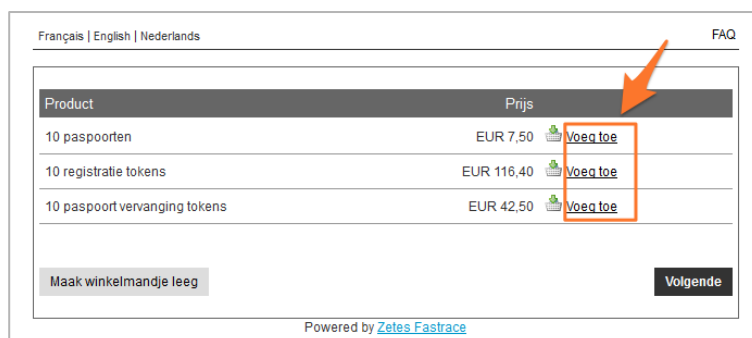 Français | English | Nederlands FAQ
Product Prijs
10 paspoorten EUR 7,50 Voeg toe
10 registratie tokens EUR 116,40 Voeg toe
10 paspoort vervanging tokens EUR 42,50 Voeg toe
Maak winkelmandje leeg Volgende
Powered by Zetes Fastrace